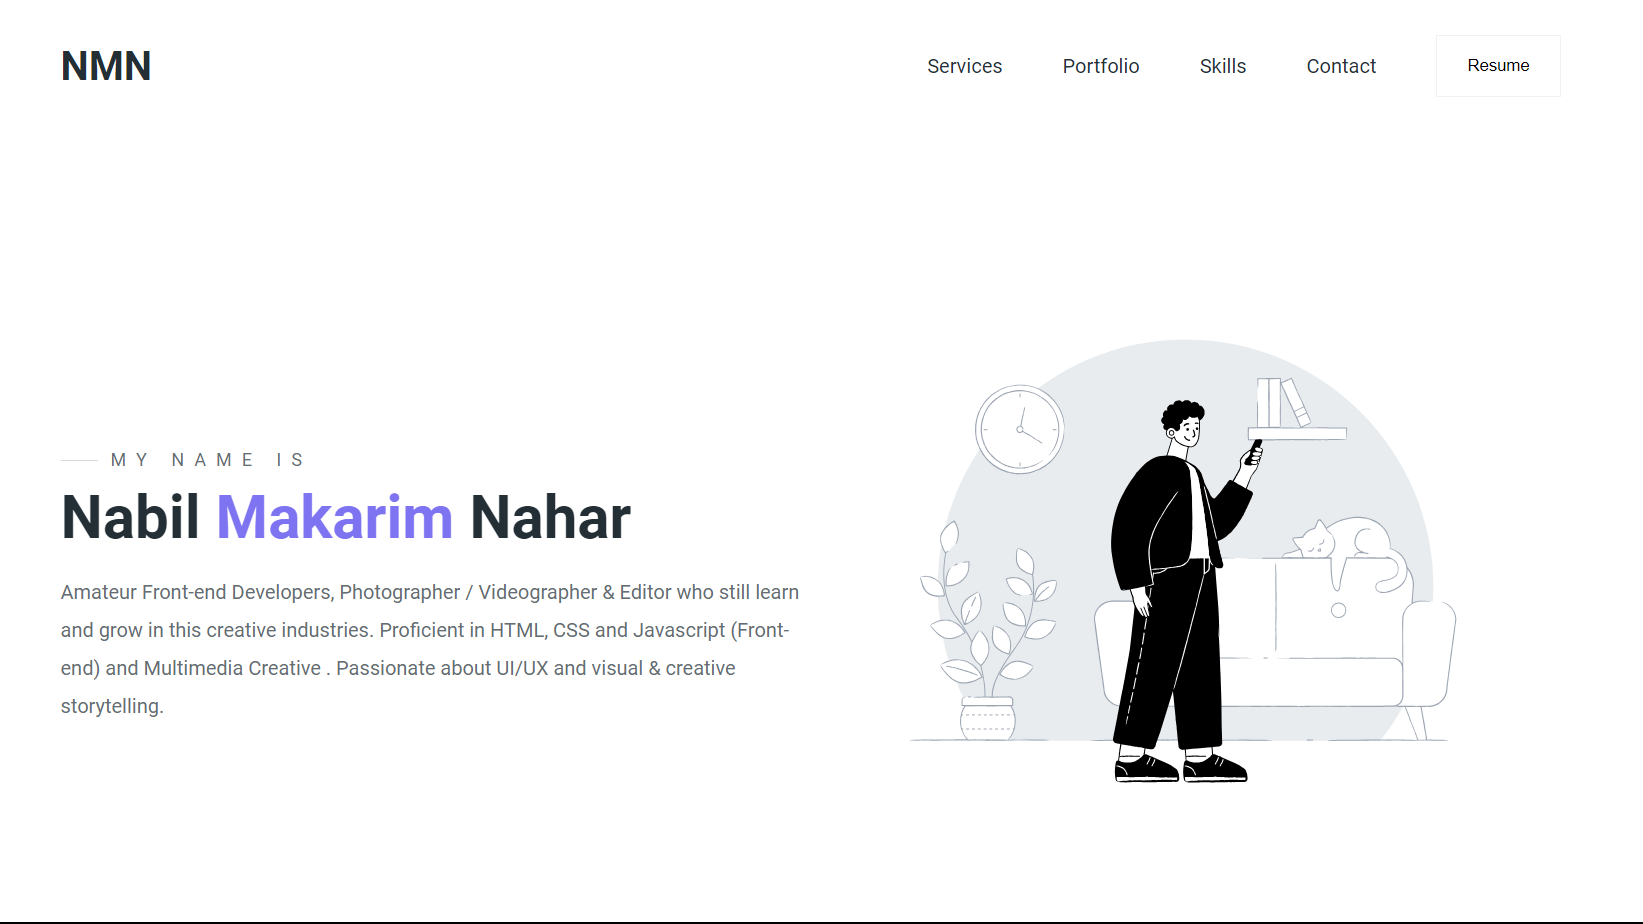 NMN
Services
Portfolio
Skills
Contact
Resume
MY NAME IS
Nabil Makarim Nahar
Amateur Front-end Developers, Photographer / Videographer & Editor who still learn
and grow in this creative industries. Proficient in HTML, CSS and Javascript (Front-
end) and Multimedia Creative . Passionate about UI/UX and visual & creative
storytelling.